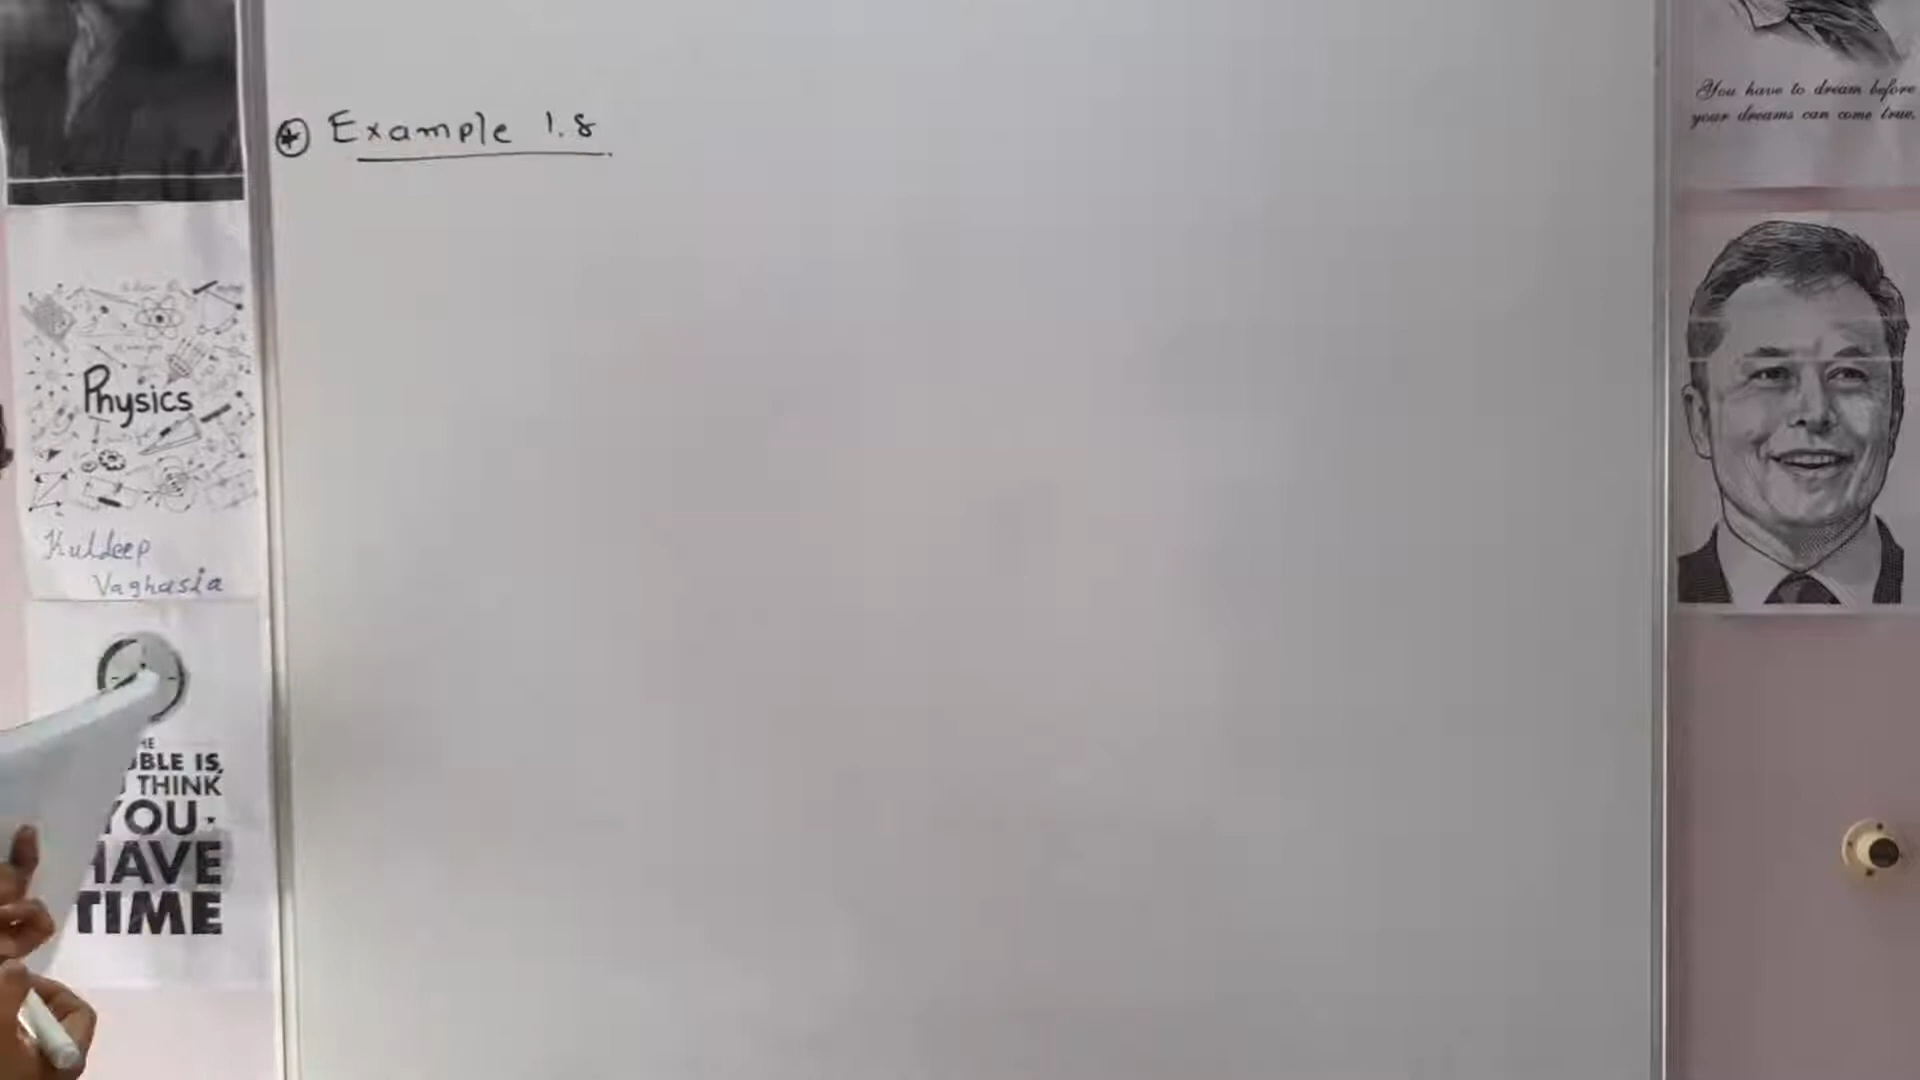 ⊛ Example 1.8
You have to dream before
your dreams can come true.
Physics
Kuldeep
Vaghasia
BLE IS,
THINK
YOU
HAVE
TIME